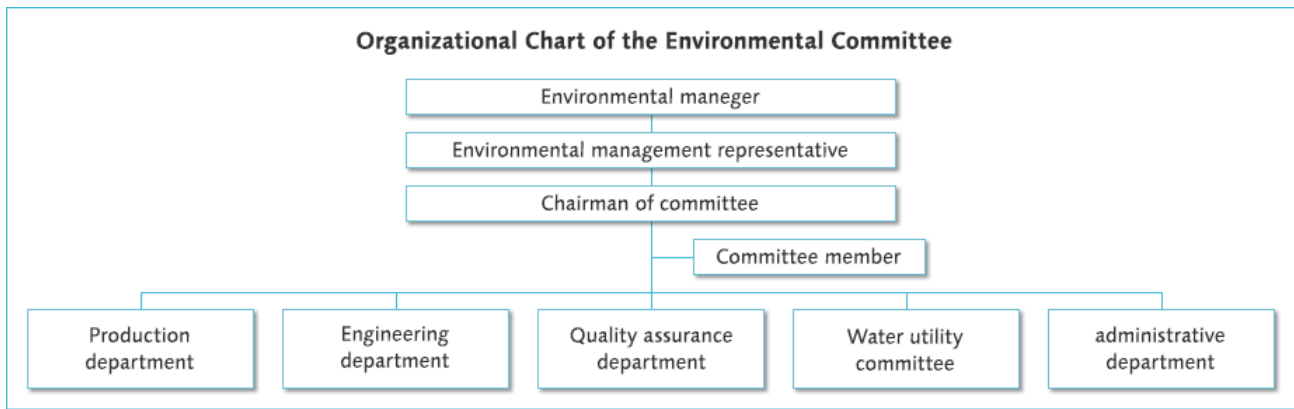 Organizational Chart of the Environmental Committee
Environmental maneger
Environmental management representative
Chairman of committee
Committee member
Production
department
Engineering
department
Quality assurance
department
Water utility
committee
administrative
department